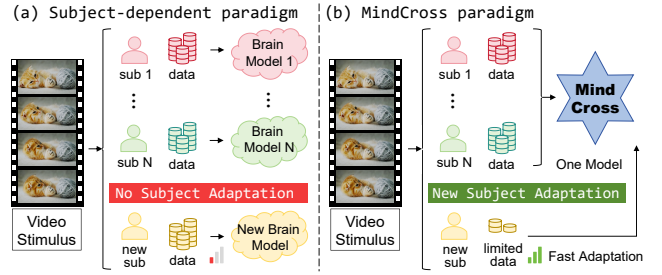 (a) Subject-dependent paradigm
sub 1
data
Brain
Model 1
...
...
sub N
data
Brain
Model N
No Subject Adaptation
Video
Stimulus
new
sub
data
New Brain
Model
(b) MindCross paradigm
sub 1
data
...
...
Mind
Cross
sub N
data
One Model
New Subject Adaptation
Video
Stimulus
new
sub
limited
data
Fast Adaptation